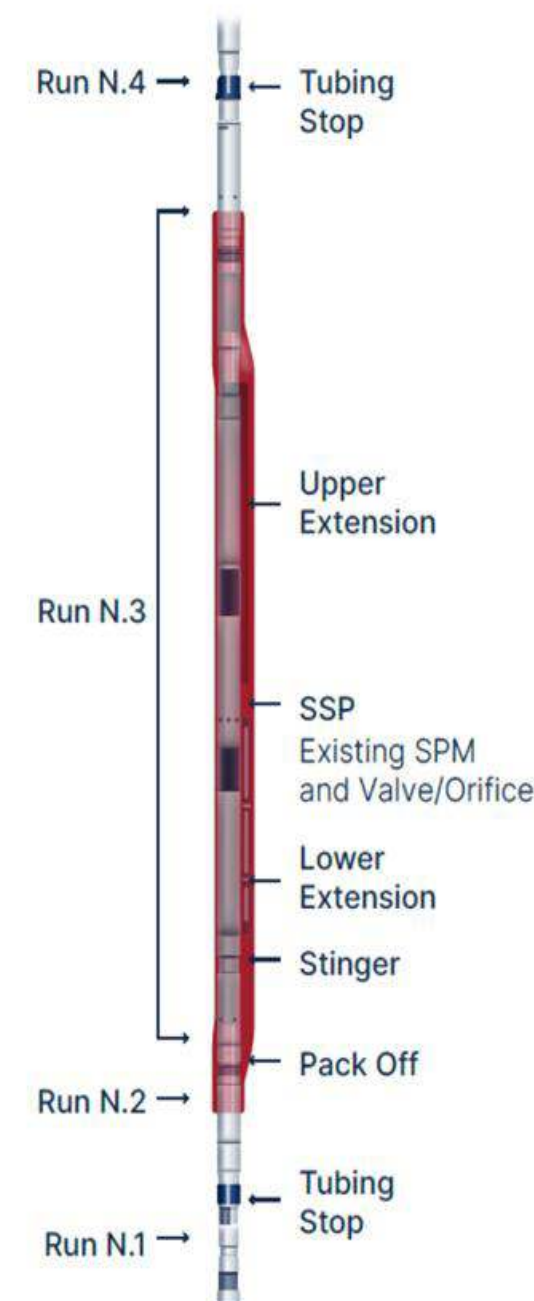 Run N.4
Tubing
Stop
Upper
Extension
Run N.3
SSP
Existing SPM
and Valve/Orifice
Lower
Extension
Stinger
Pack Off
Run N.2
Tubing
Stop
Run N.1